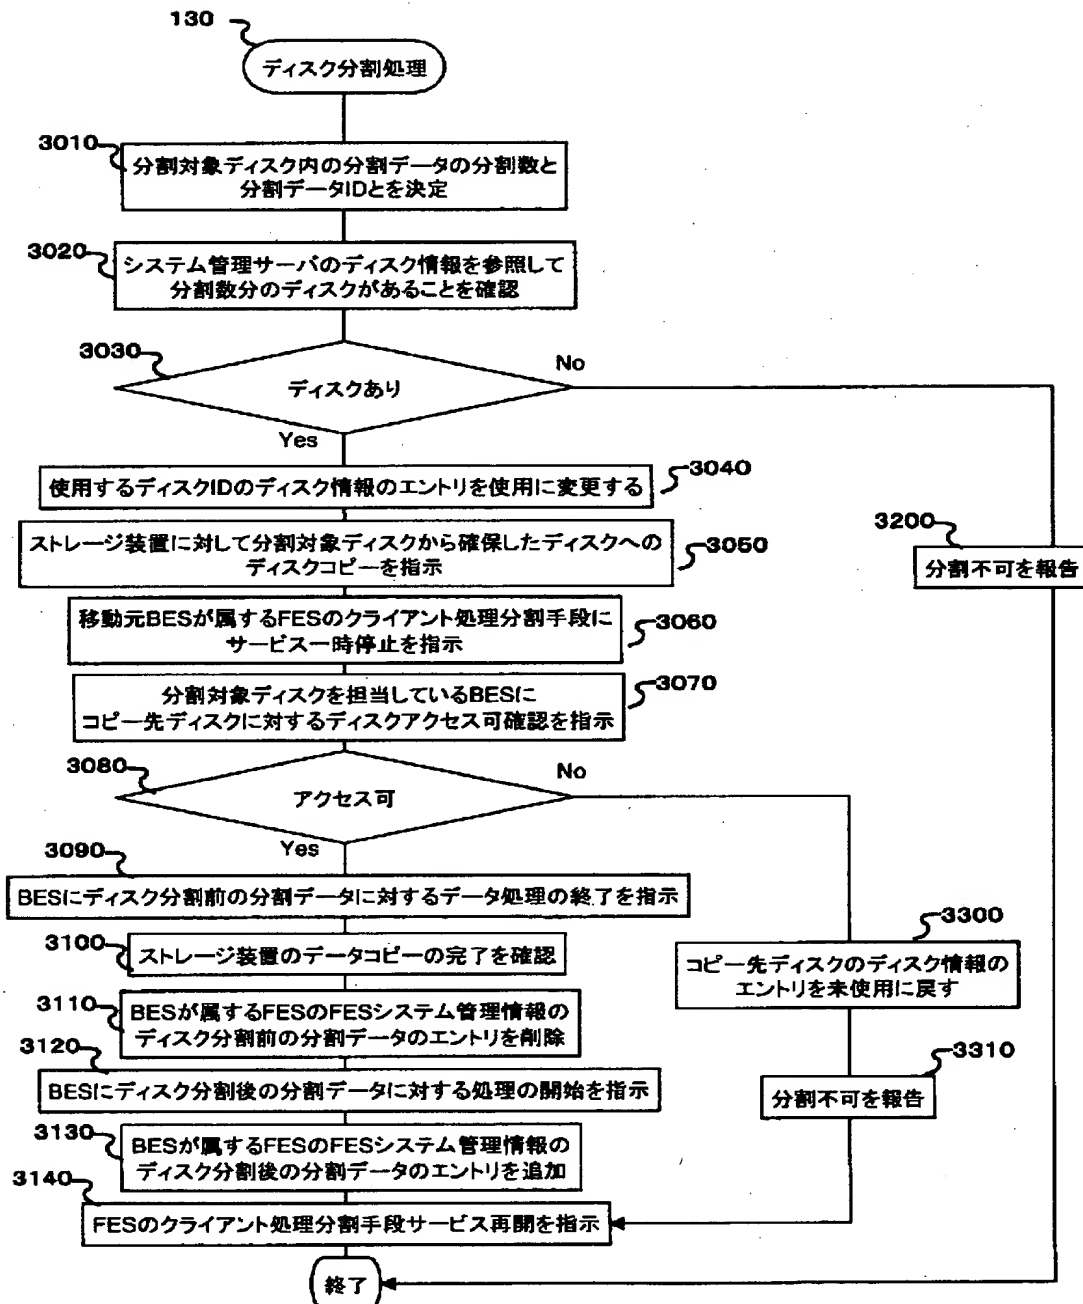 130
ディスク分割処理
3010
分割対象ディスク内の分割データの分割数と
分割データIDとを決定
3020
システム管理サーバのディスク情報を参照して
分割数分のディスクがあることを確認
3030
ディスクあり
No
Yes
使用するディスクIDのディスク情報のエントリを使用に変更する
3040
ストレージ装置に対して分割対象ディスクから確保したディスクへの
ディスクコピーを指示
3050
3200
分割不可を報告
移動元BESが属するFESのクライアント処理分割手段に
サービス一時停止を指示
3060
分割対象ディスクを担当しているBESに
コピー先ディスクに対するディスクアクセス可確認を指示
3070
3080
アクセス可
No
Yes
3090
BESにディスク分割前の分割データに対するデータ処理の終了を指示
3100
ストレージ装置のデータコピーの完了を確認
3300
コピー先ディスクのディスク情報の
エントリを未使用に戻す
3110
BESが属するFESのFESシステム管理情報の
ディスク分割前の分割データのエントリを削除
3120
BESにディスク分割後の分割データに対する処理の開始を指示
3310
分割不可を報告
3130
BESが属するFESのFESシステム管理情報の
ディスク分割後の分割データのエントリを追加
3140
FESのクライアント処理分割手段サービス再開を指示
終了